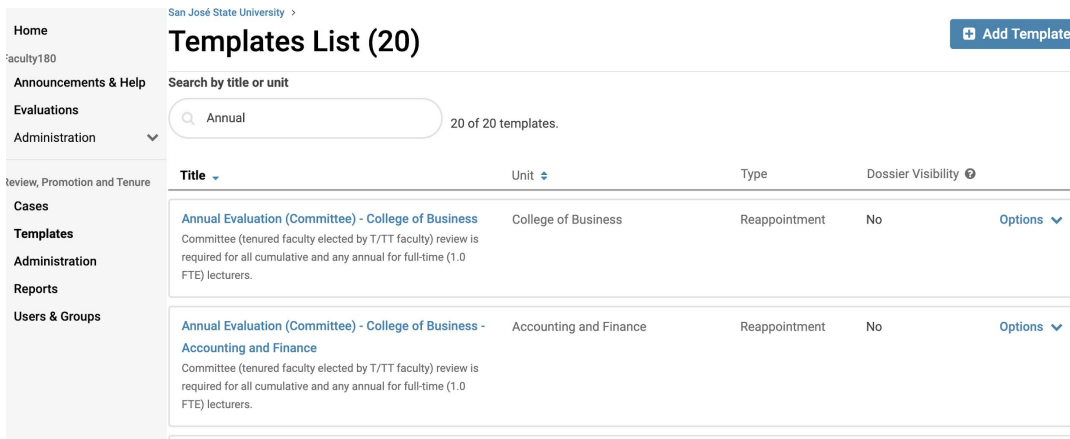 San José State University >
Templates List (20)
Add Template
Home
Faculty180
Announcements & Help
Evaluations
Administration
Review, Promotion and Tenure
Cases
Templates
Administration
Reports
Users & Groups
Search by title or unit
Annual
20 of 20 templates.
Title Unit Type Dossier Visibility ?
Annual Evaluation (Committee) - College of Business
Committee (tenured faculty elected by T/TT faculty) review is
required for all cumulative and any annual for full-time (1.0
FTE) lecturers.
College of Business Reappointment No Options
Annual Evaluation (Committee) - College of Business -
Accounting and Finance
Committee (tenured faculty elected by T/TT faculty) review is
required for all cumulative and any annual for full-time (1.0
FTE) lecturers.
Accounting and Finance Reappointment No Options